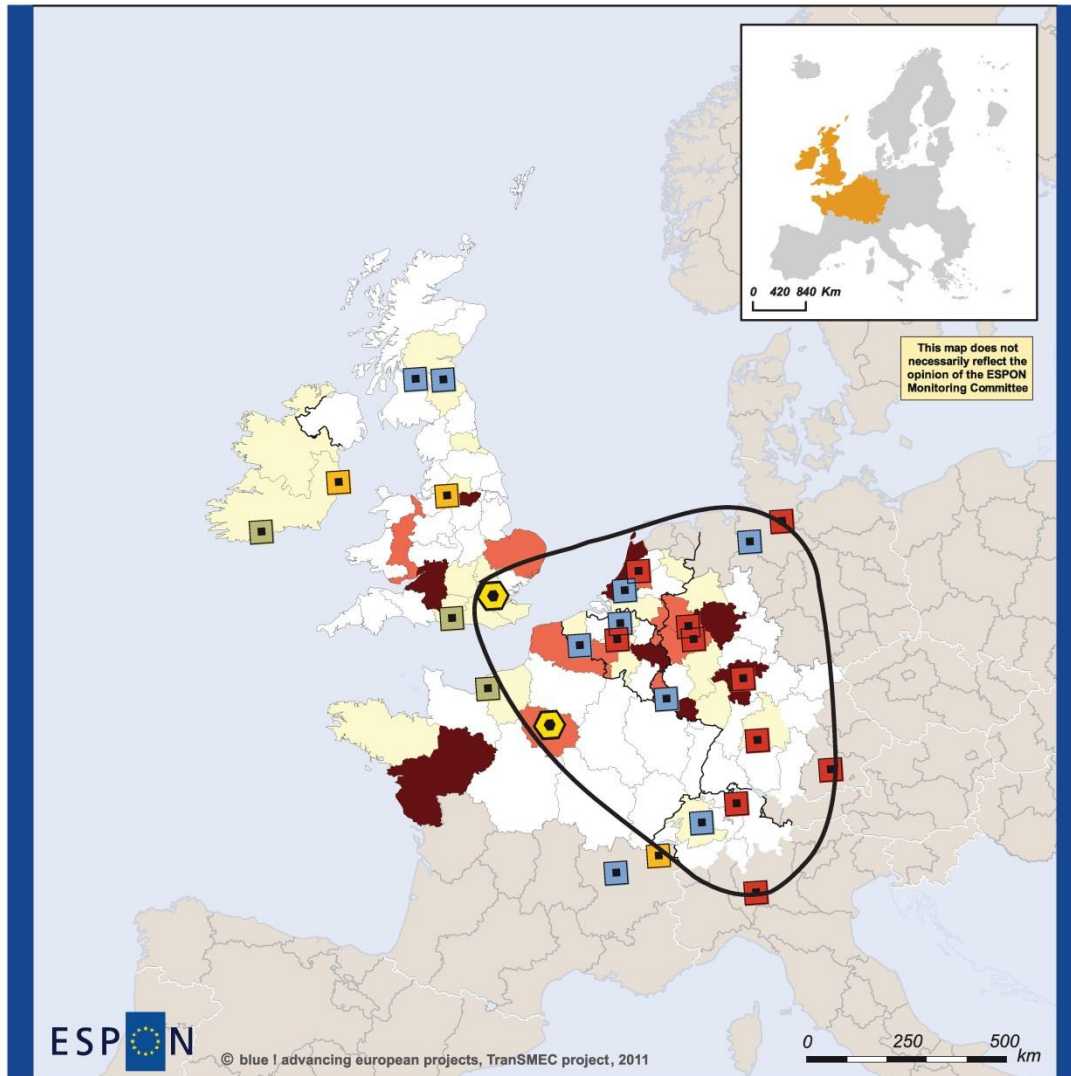 0 420 840 Km
This map does not
necessarily reflect the
opinion of the ESPON
Monitoring Committee
ESPON
© blue ! advancing european projects, TranSMEC project, 2011
0 250 500
km